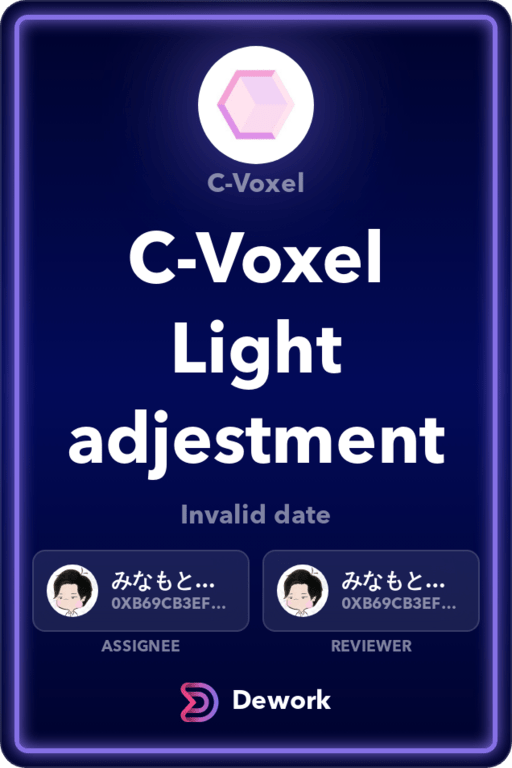 C-Voxel
C-Voxel
Light
adjestment
Invalid date
みなもと...
0XB69CB3EF...
みなもと...
0XB69CB3EF...
ASSIGNEE
REVIEWER
Dework